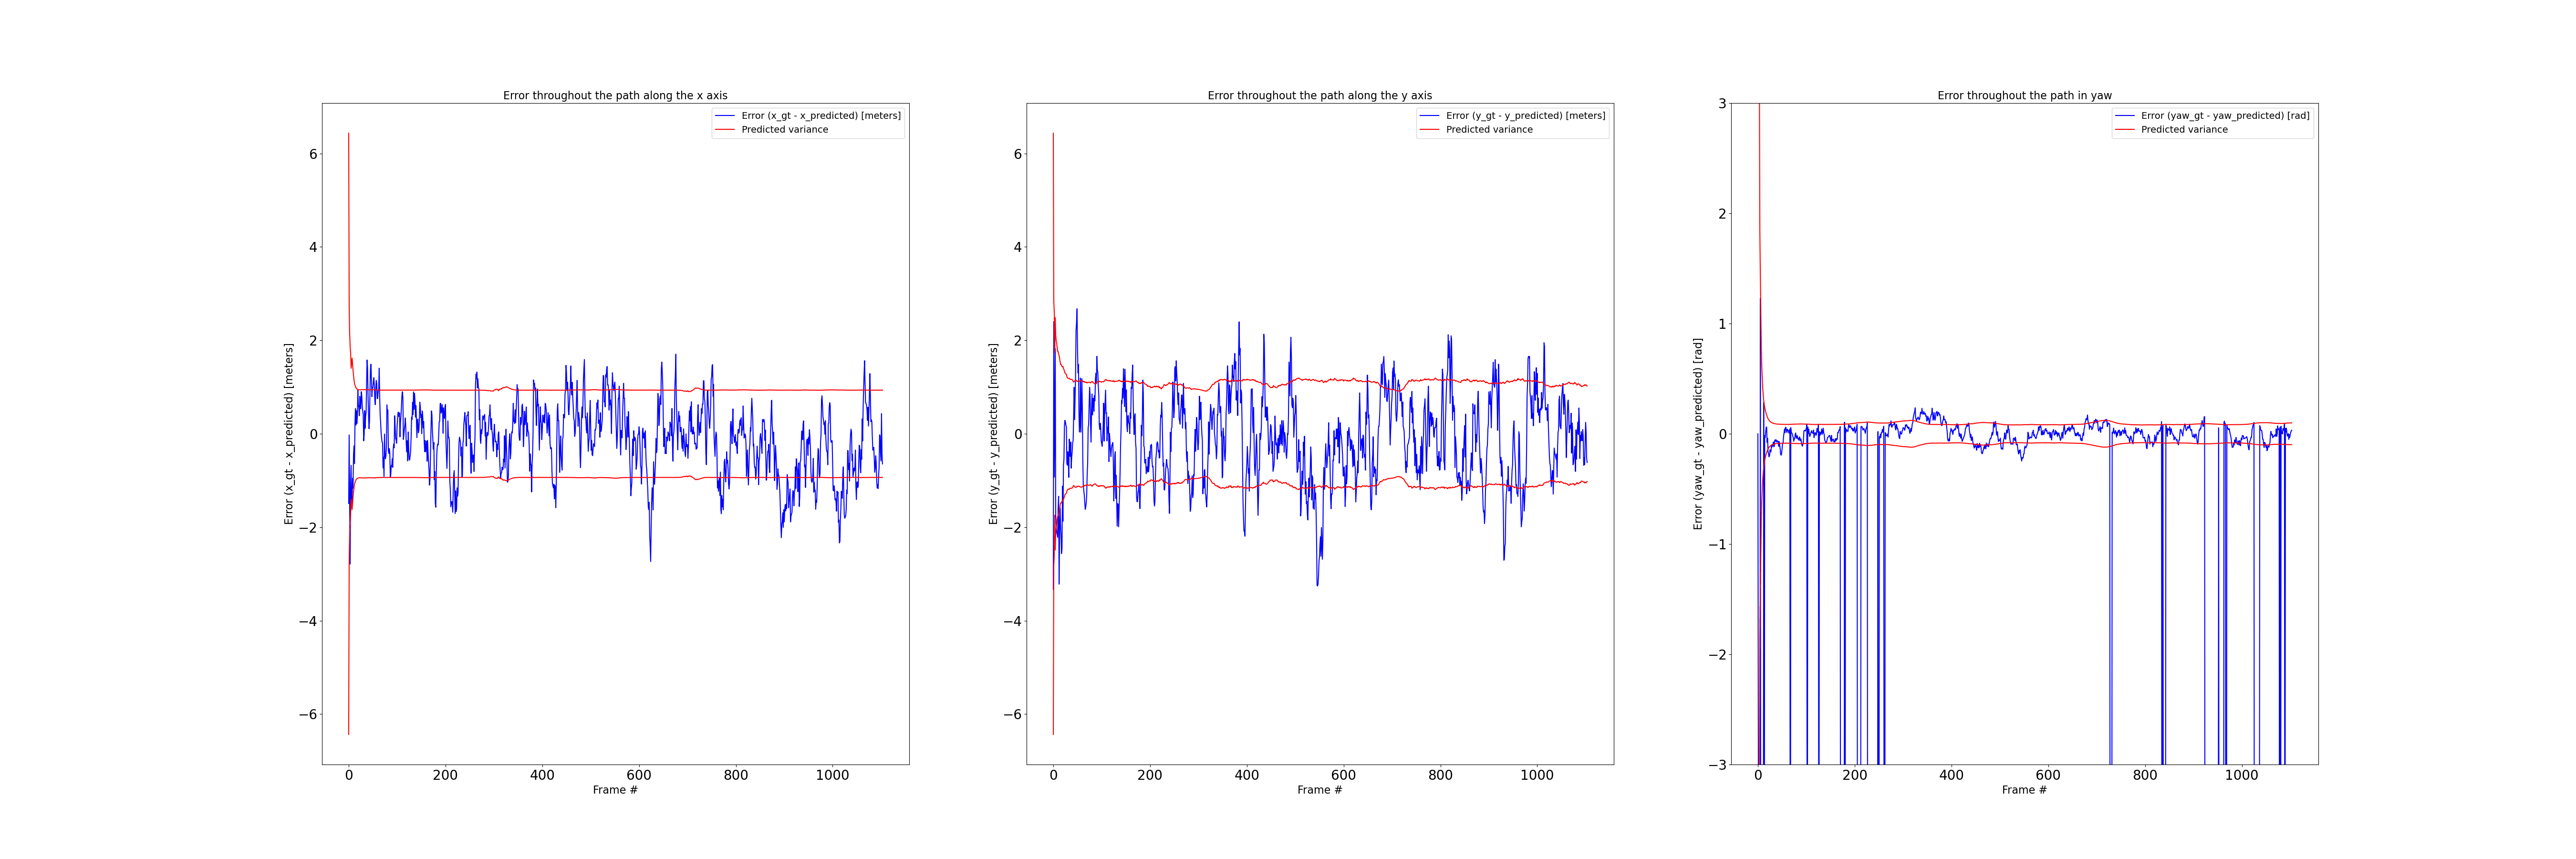 Error throughout the path along the x axis
Error (x_gt - x_predicted) [meters]
Predicted variance
6
4
2
0
−2
−4
−6
Error (x_gt - x_predicted) [meters]
0 200 400 600 800 1000
Frame #
Error throughout the path along the y axis
Error (y_gt - y_predicted) [meters]
Predicted variance
6
4
2
0
−2
−4
−6
Error (y_gt - y_predicted) [meters]
0 200 400 600 800 1000
Frame #
Error throughout the path in yaw
Error (yaw_gt - yaw_predicted) [rad]
Predicted variance
3
2
1
0
−1
−2
−3
Error (yaw_gt - yaw_predicted) [rad]
0 200 400 600 800 1000
Frame #